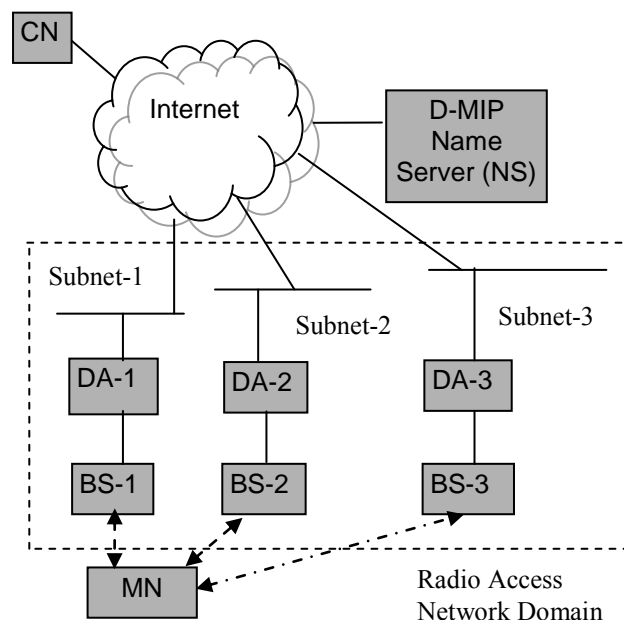 CN
Internet
D-MIP
Name
Server (NS)
Subnet-1
Subnet-2
Subnet-3
DA-1
DA-2
DA-3
BS-1
BS-2
BS-3
MN
Radio Access
Network Domain